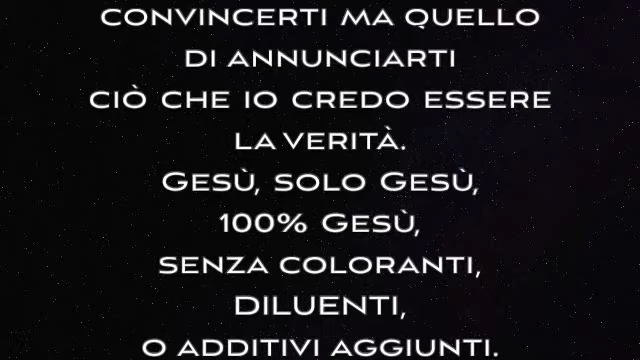 CONVINCERTI MA QUELLO
DI ANNUNCIARTI
CIÒ CHE IO CREDO ESSERE
LA VERITÀ.
GESÙ, SOLO GESÙ,
100% GESÙ,
SENZA COLORANTI,
DILUENTI,
O ADDITIVI AGGIUNTI.